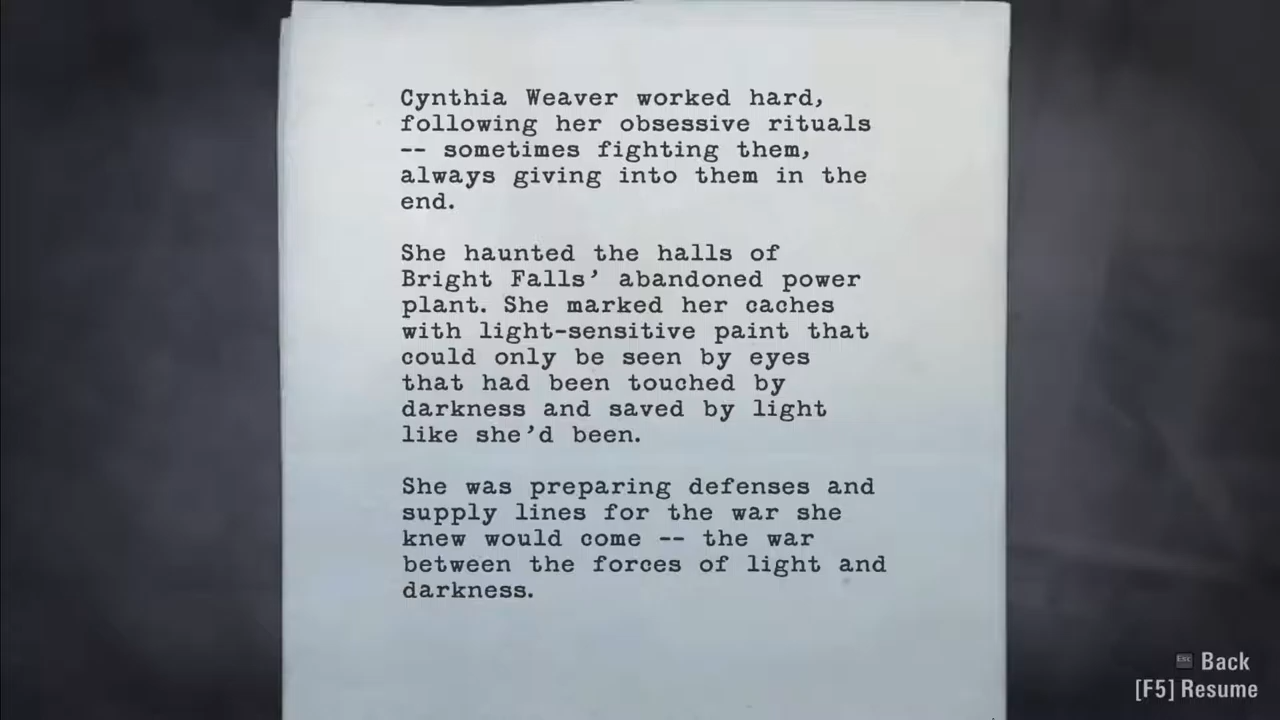 Cynthia Weaver worked hard,
following her obsessive rituals
-- sometimes fighting them,
always giving into them in the
end.
She haunted the halls of
Bright Falls’ abandoned power
plant. She marked her caches
with light-sensitive paint that
could only be seen by eyes
that had been touched by
darkness and saved by light
like she’d been.
She was preparing defenses and
supply lines for the war she
knew would come -- the war
between the forces of light and
darkness.
Esc Back
[F5] Resume